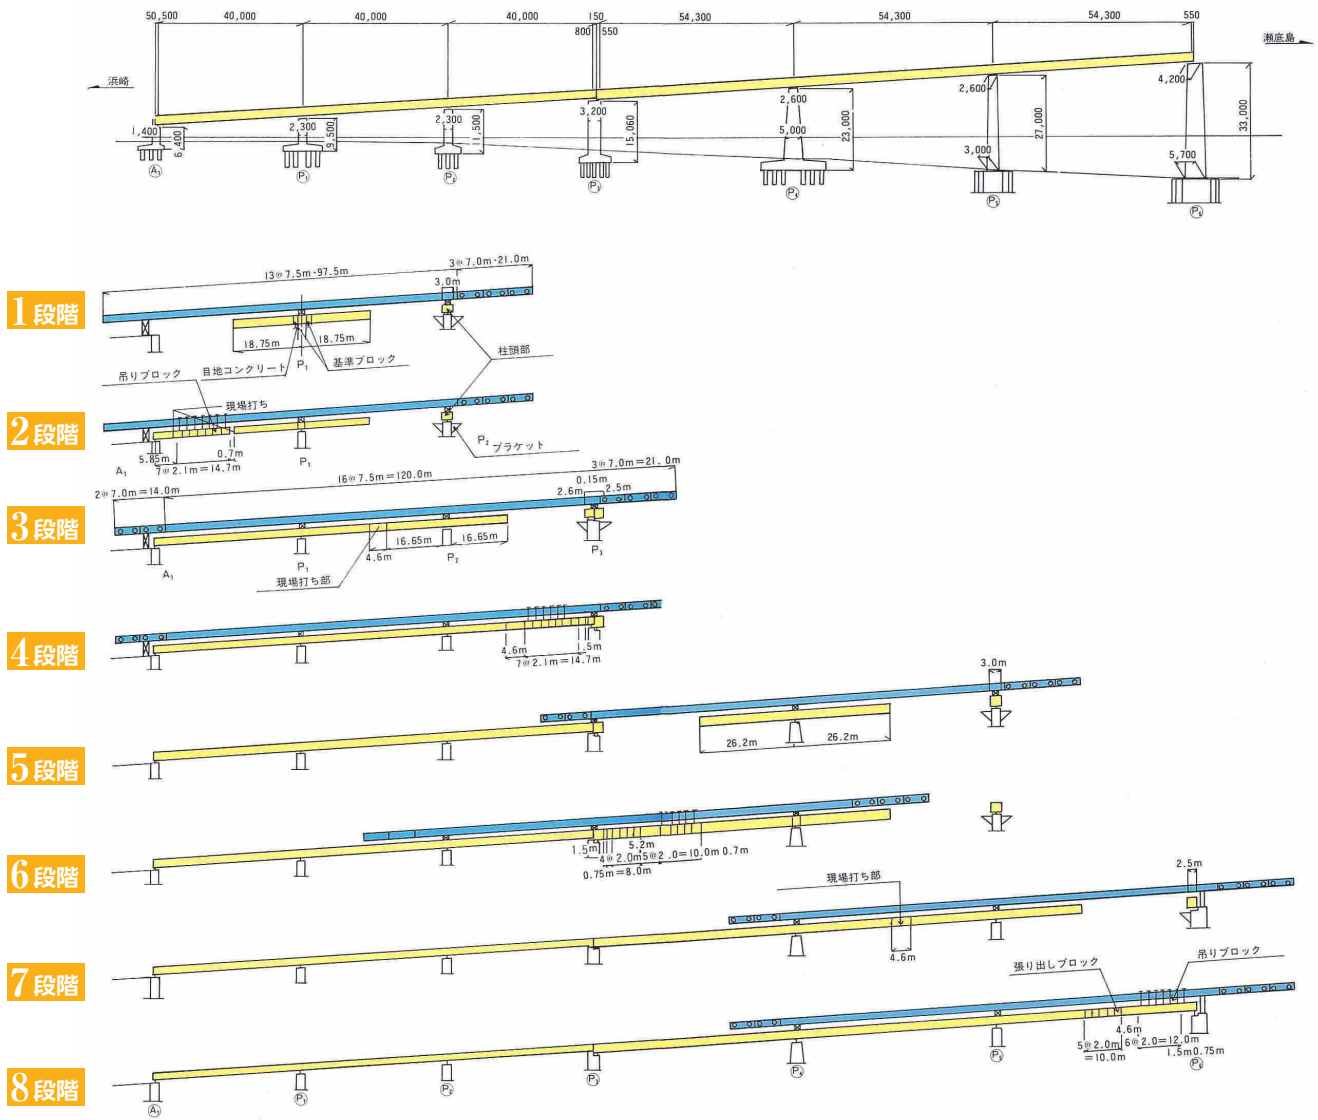 50,500 40,000 40,000 40,000 150 54,300 54,300 54,300 550
800 550
浜崎
瀬底島
1,400
6,400
2,300
9,500
2,300
11,500
3,200
15,060
2,600
5,000
23,000
2,600
3,000
27,000
4,200
5,700
33,000
A₁ P₁ P₂ P₃ P₄ P₅ P₆
1段階
13@7.5m·97.5m
3@7.0m·21.0m
3.0m
18.75m 18.75m
P₁
目地コンクリート
基準ブロック
柱頭部
吊りブロック
2段階
現場打ち
5.85m
0.7m
7@2.1m=14.7m
A₁ P₁ P₂
ブラケット
3段階
2@7.0m=14.0m
16@7.5m=120.0m
3@7.0m=21.0m
0.15m
2.6m 2.5m
16.65m 16.65m
4.6m
A₁ P₁ P₂ P₃
現場打ち部
4段階
4.6m
1.5m
7@2.1m=14.7m
5段階
3.0m
26.2m 26.2m
6段階
1.5m
5.2m
4@2.0m 5@2.0=10.0m 0.7m
0.75m=8.0m
7段階
現場打ち部
4.6m
2.5m
8段階
張り出しブロック
吊りブロック
4.6m
5@2.0m
=10.0m
6@2.0=12.0m
1.5m 0.75m
A₁ P₁ P₂ P₃ P₄ P₅ P₆